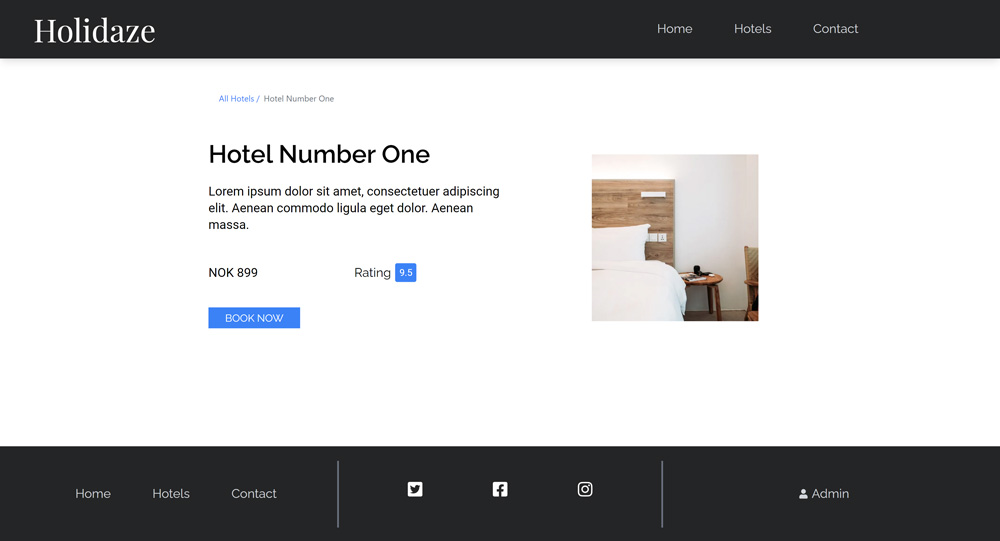 Holidaze
Home Hotels Contact
All Hotels / Hotel Number One
Hotel Number One
Lorem ipsum dolor sit amet, consectetuer adipiscing
elit. Aenean commodo ligula eget dolor. Aenean
massa.
NOK 899 Rating 9.5
BOOK NOW
Home Hotels Contact Admin